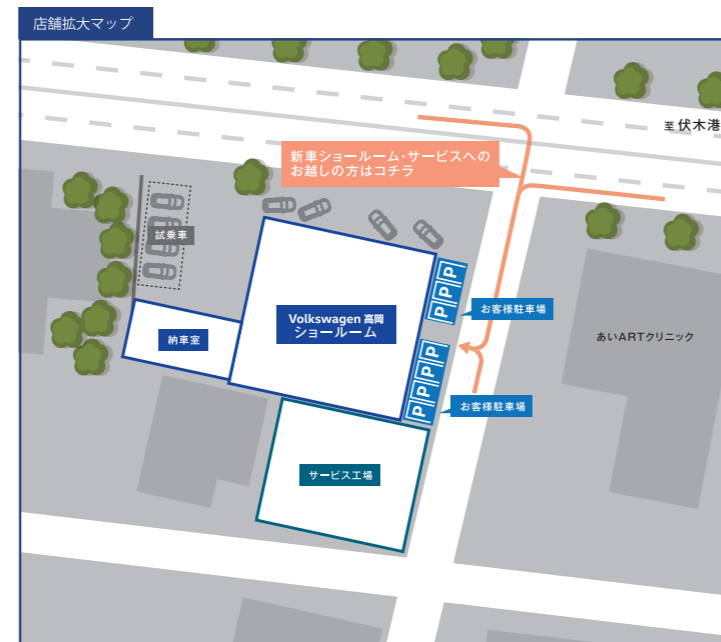 店舗拡大マップ
至 伏木港
新車ショールーム・サービスへの
お越しの方はコチラ
試乗車
P
P
P
お客様駐車場
Volkswagen 高岡
ショールーム
納車室
あいARTクリニック
P
P
P
P
お客様駐車場
サービス工場